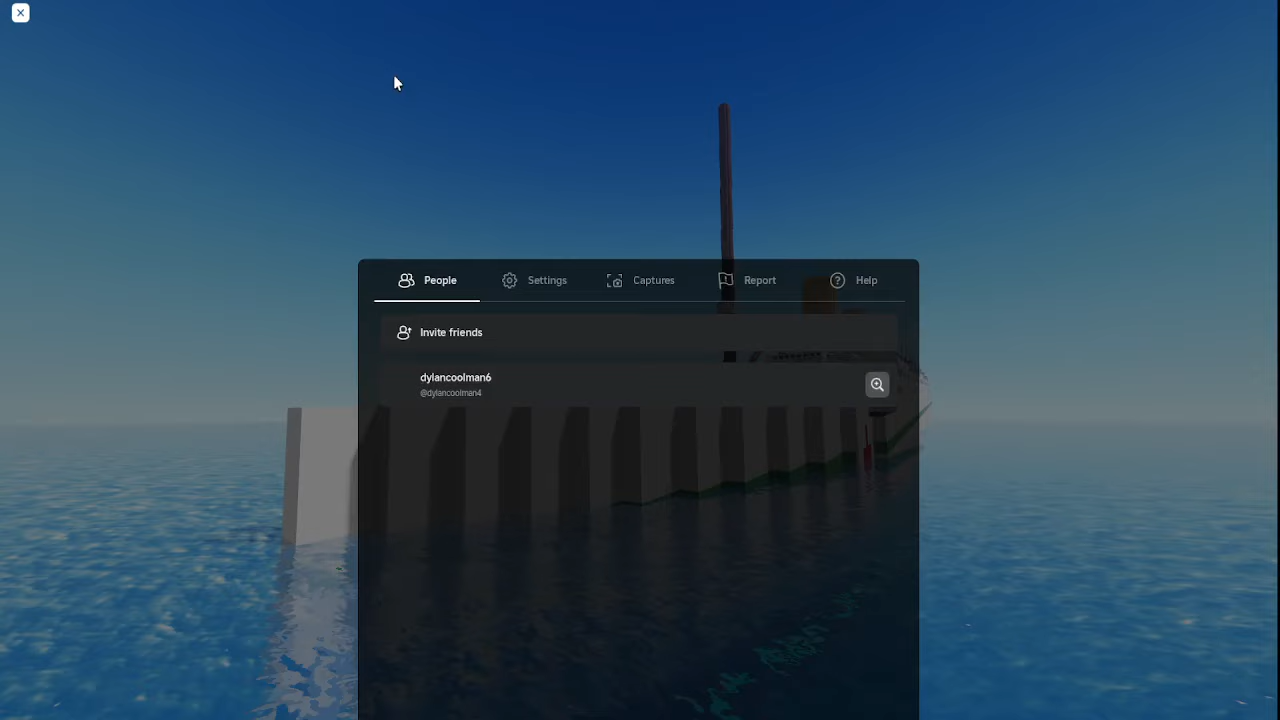 People
Settings
Captures
Report
Help
Invite friends
dylancoolman6
@dylancoolman4